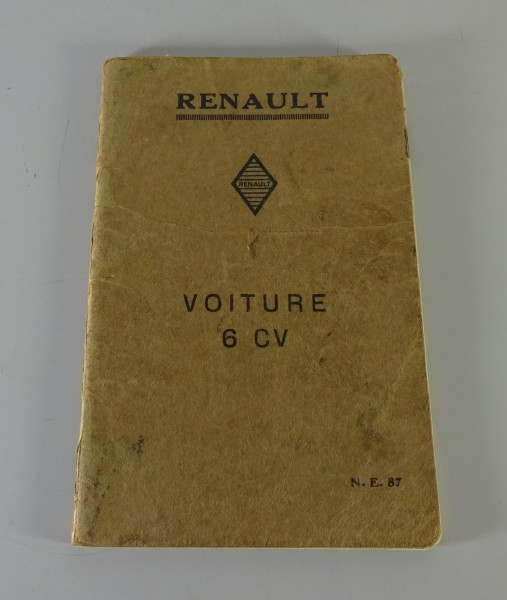 RENAULT
RENAULT
VOITURE
6 CV
N. E. 87